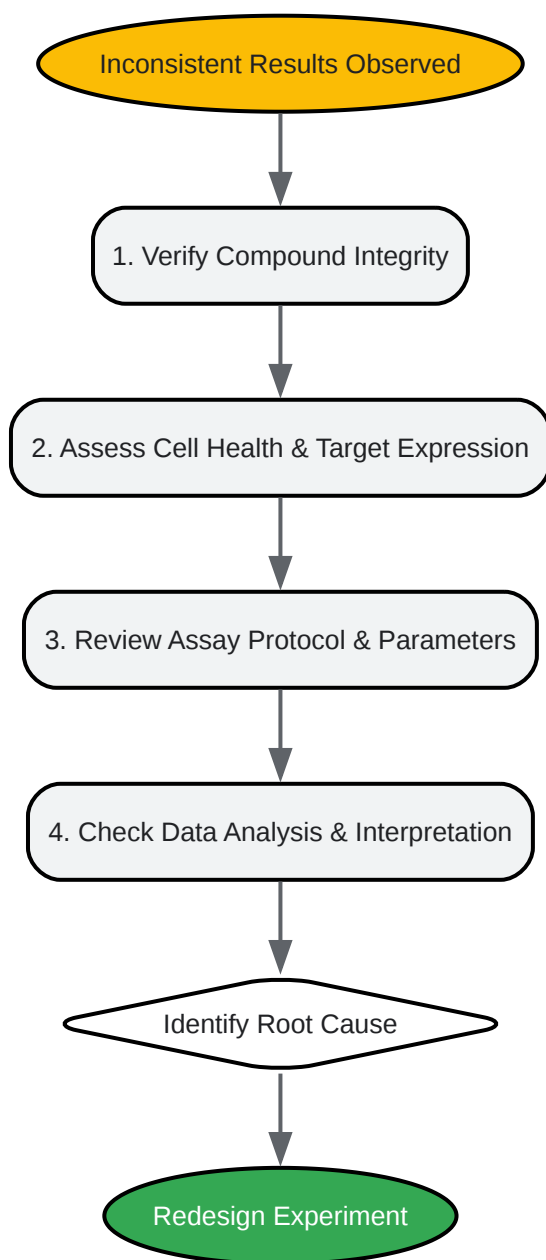 Inconsistent Results Observed
1. Verify Compound Integrity
2. Assess Cell Health & Target Expression
3. Review Assay Protocol & Parameters
4. Check Data Analysis & Interpretation
Identify Root Cause
Redesign Experiment